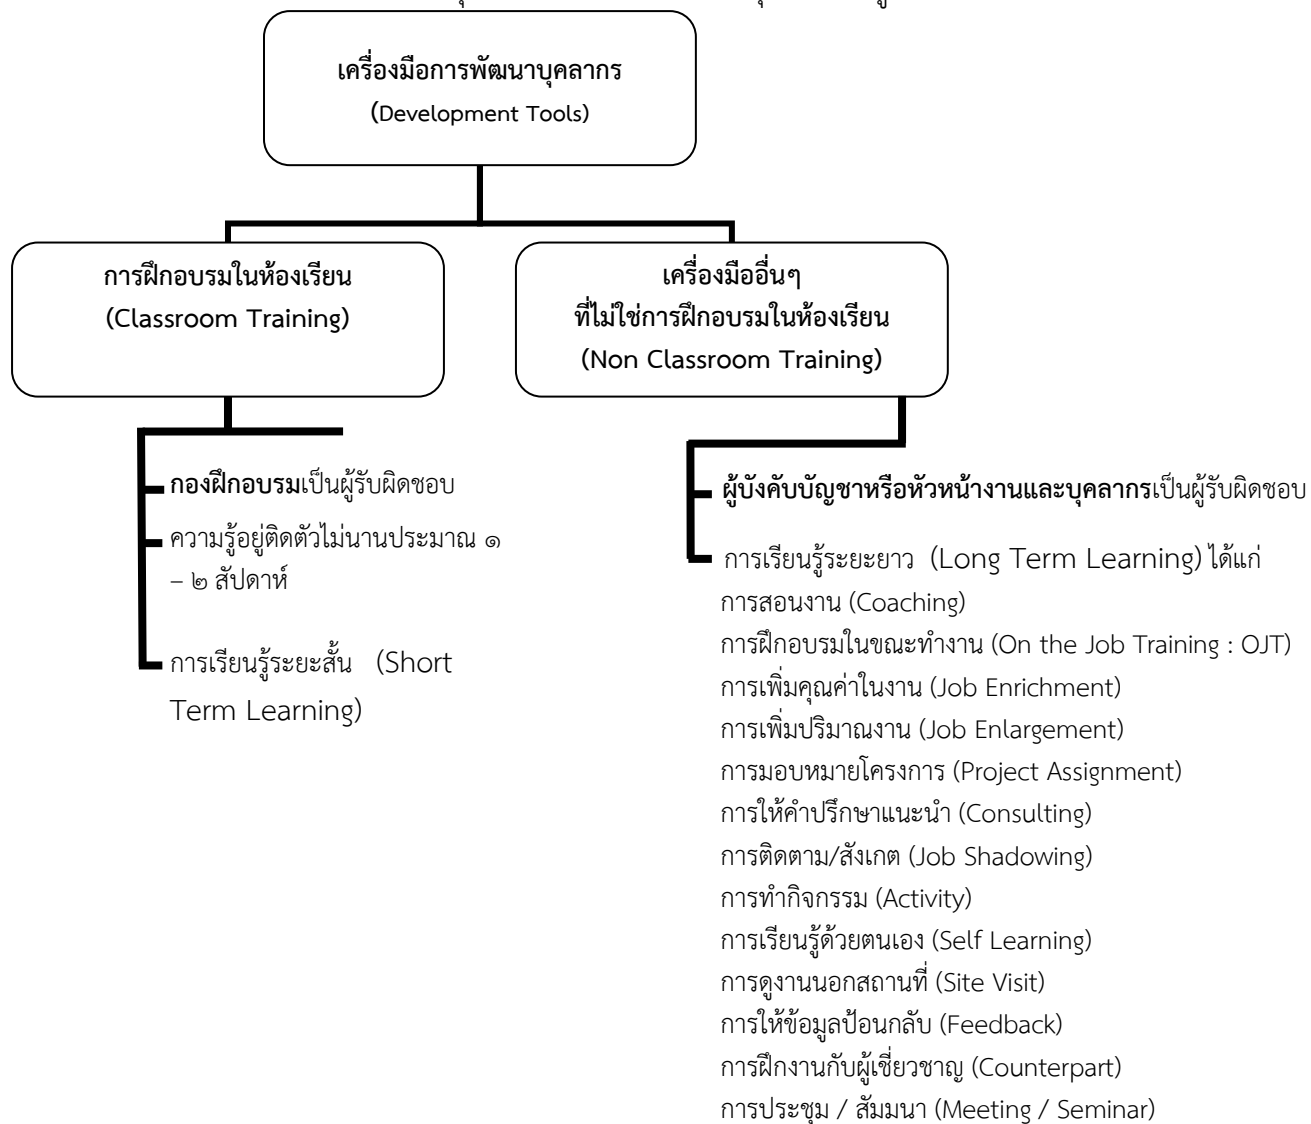 เครื่องมือการพัฒนาบุคลากร
(Development Tools)
การฝึกอบรมในห้องเรียน
(Classroom Training)
กองฝึกอบรมเป็นผู้รับผิดชอบ
ความรู้อยู่ติดตัวไม่นานประมาณ ๑
– ๒ สัปดาห์
การเรียนรู้ระยะสั้น (Short
Term Learning)
เครื่องมืออื่นๆ
ที่ไม่ใช่การฝึกอบรมในห้องเรียน
(Non Classroom Training)
ผู้บังคับบัญชาหรือหัวหน้างานและบุคลากรเป็นผู้รับผิดชอบ
การเรียนรู้ระยะยาว (Long Term Learning) ได้แก่
การสอนงาน (Coaching)
การฝึกอบรมในขณะทำงาน (On the Job Training : OJT)
การเพิ่มคุณค่าในงาน (Job Enrichment)
การเพิ่มปริมาณงาน (Job Enlargement)
การมอบหมายโครงการ (Project Assignment)
การให้คำปรึกษาแนะนำ (Consulting)
การติดตาม/สังเกต (Job Shadowing)
การทำกิจกรรม (Activity)
การเรียนรู้ด้วยตนเอง (Self Learning)
การดูงานนอกสถานที่ (Site Visit)
การให้ข้อมูลป้อนกลับ (Feedback)
การฝึกงานกับผู้เชี่ยวชาญ (Counterpart)
การประชุม / สัมมนา (Meeting / Seminar)